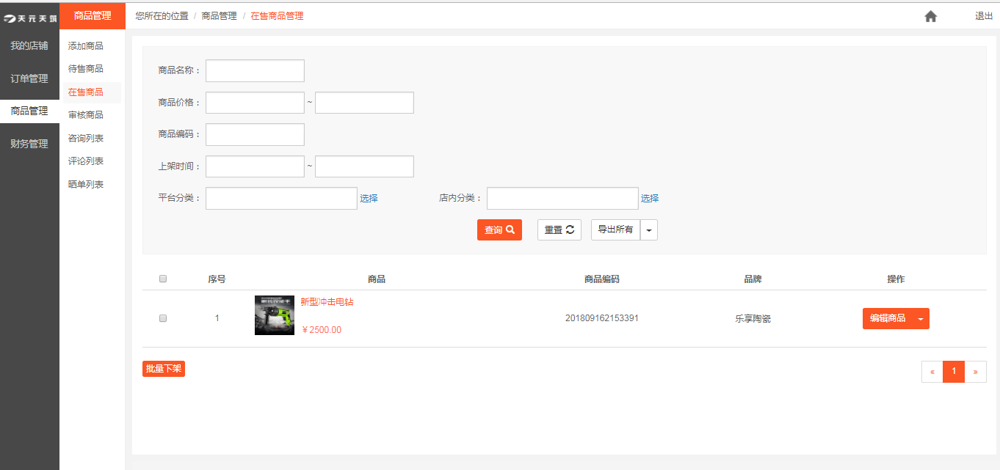 天元天筑
商品管理
您所在的位置 / 商品管理 / 在售商品管理
退出
我的店铺
订单管理
商品管理
财务管理
添加商品
待售商品
在售商品
审核商品
咨询列表
评论列表
晒单列表
商品名称：
商品价格： ~
商品编码：
上架时间： ~
平台分类： 选择 店内分类： 选择
查询 重置 导出所有
序号 商品 商品编码 品牌 操作
1 新型冲击电钻 201809162153391 乐享陶瓷 编辑商品
￥2500.00
批量下架
« 1 »